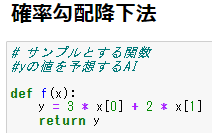 確率勾配降下法
# サンプルとする関数
#yの値を予想するAI
def f(x):
    y = 3 * x[0] + 2 * x[1]
    return y